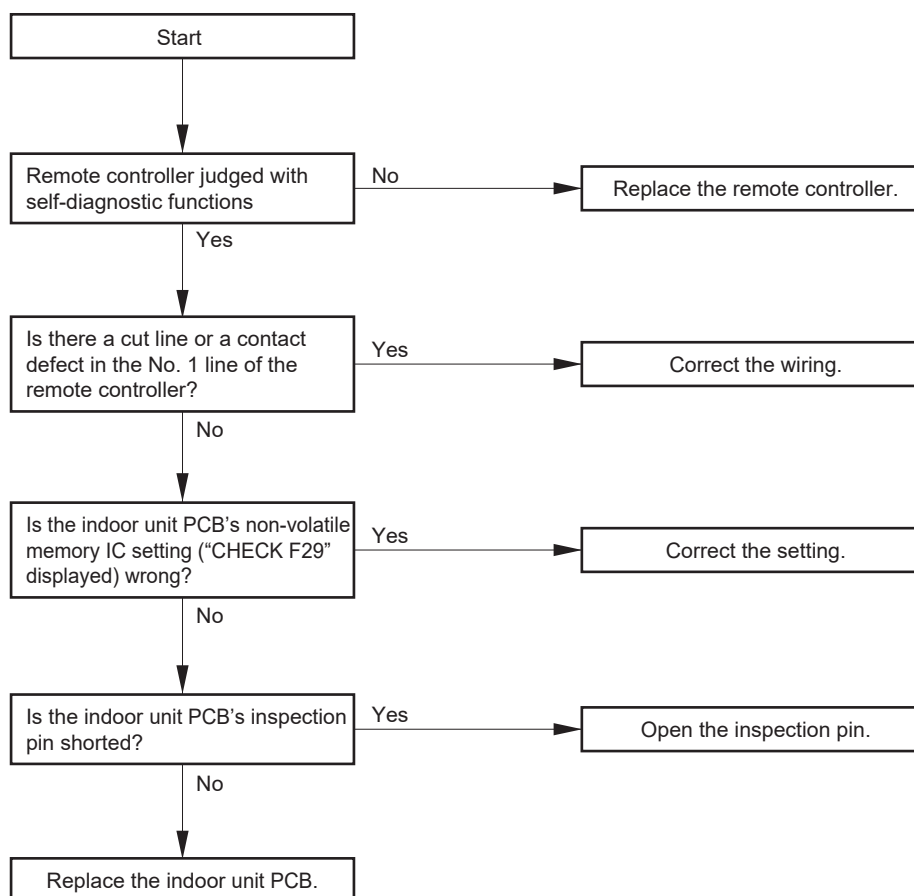 Start
Remote controller judged with
self-diagnostic functions
No
Replace the remote controller.
Yes
Is there a cut line or a contact
defect in the No. 1 line of the
remote controller?
Yes
Correct the wiring.
No
Is the indoor unit PCB’s non-volatile
memory IC setting (“CHECK F29”
displayed) wrong?
Yes
Correct the setting.
No
Is the indoor unit PCB’s inspection
pin shorted?
Yes
Open the inspection pin.
No
Replace the indoor unit PCB.